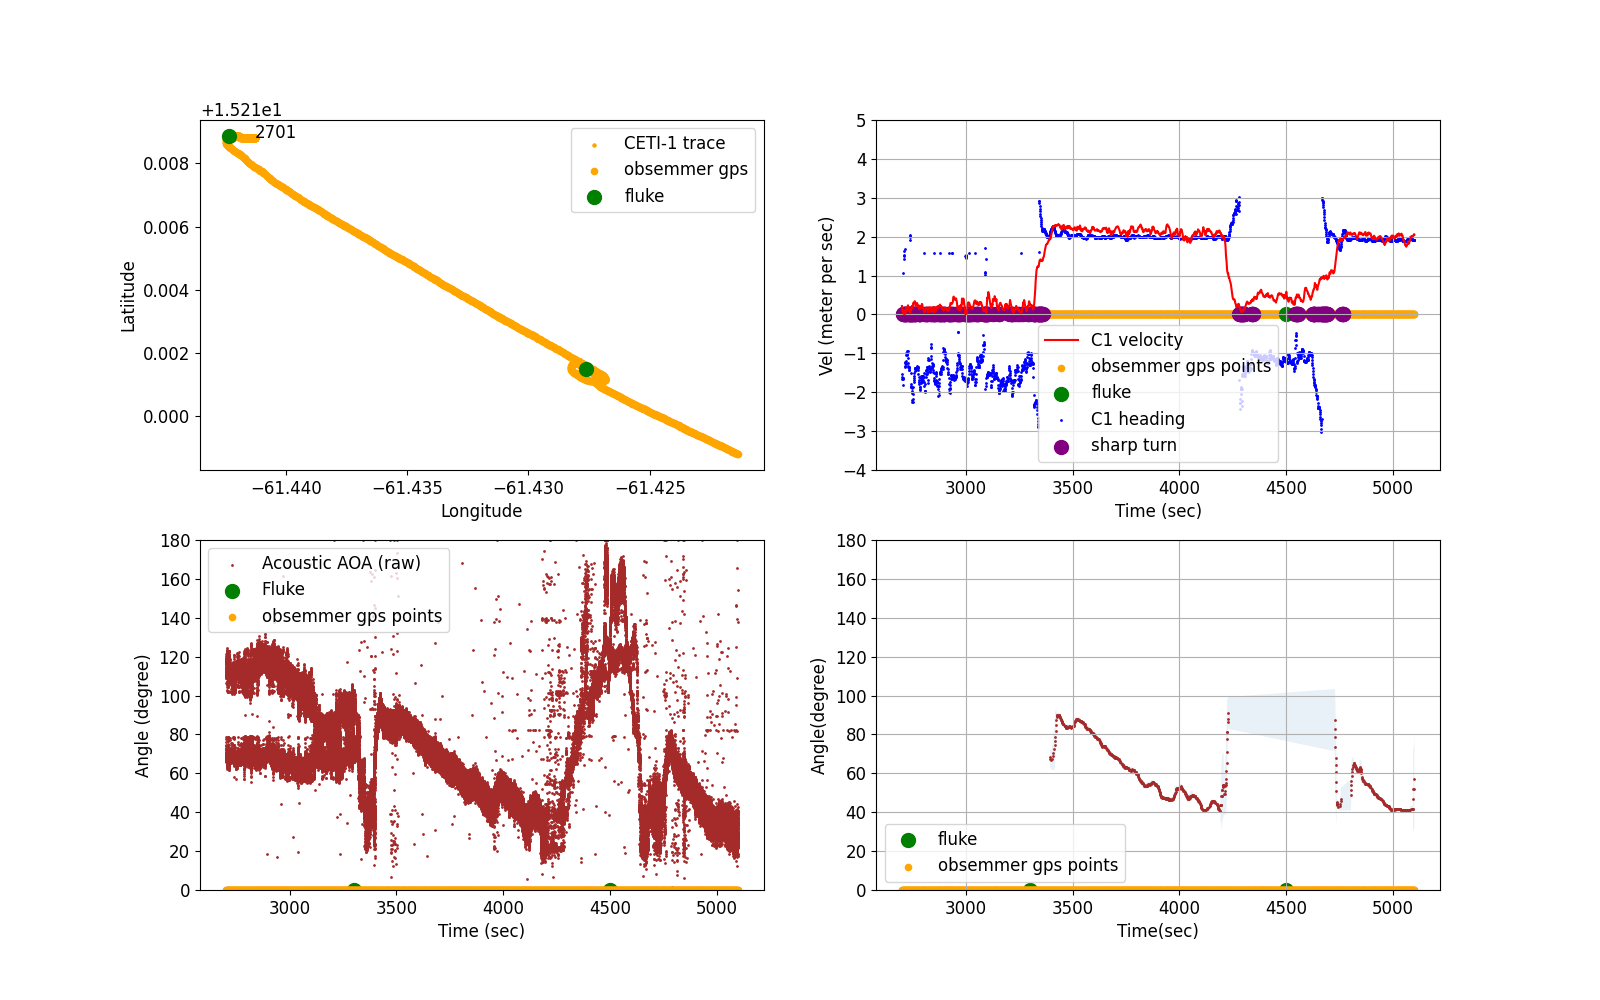 +1.521e1
2701
0.008
0.006
0.004
0.002
0.000
Latiitude
−61.440
−61.435
−61.430
−61.425
Longitude
CETI-1 trace
obsemmer gps
fluke
5
4
3
2
1
0
−1
−2
−3
−4
Vel (meter per sec)
3000
3500
4000
4500
5000
Time (sec)
C1 velocity
obsemmer gps points
fluke
C1 heading
sharp turn
180
160
140
120
100
80
60
40
20
0
Angle (degree)
3000
3500
4000
4500
5000
Time (sec)
Acoustic AOA (raw)
Fluke
obsemmer gps points
180
160
140
120
100
80
60
40
20
0
Angle(degree)
3000
3500
4000
4500
5000
Time(sec)
fluke
obsemmer gps points